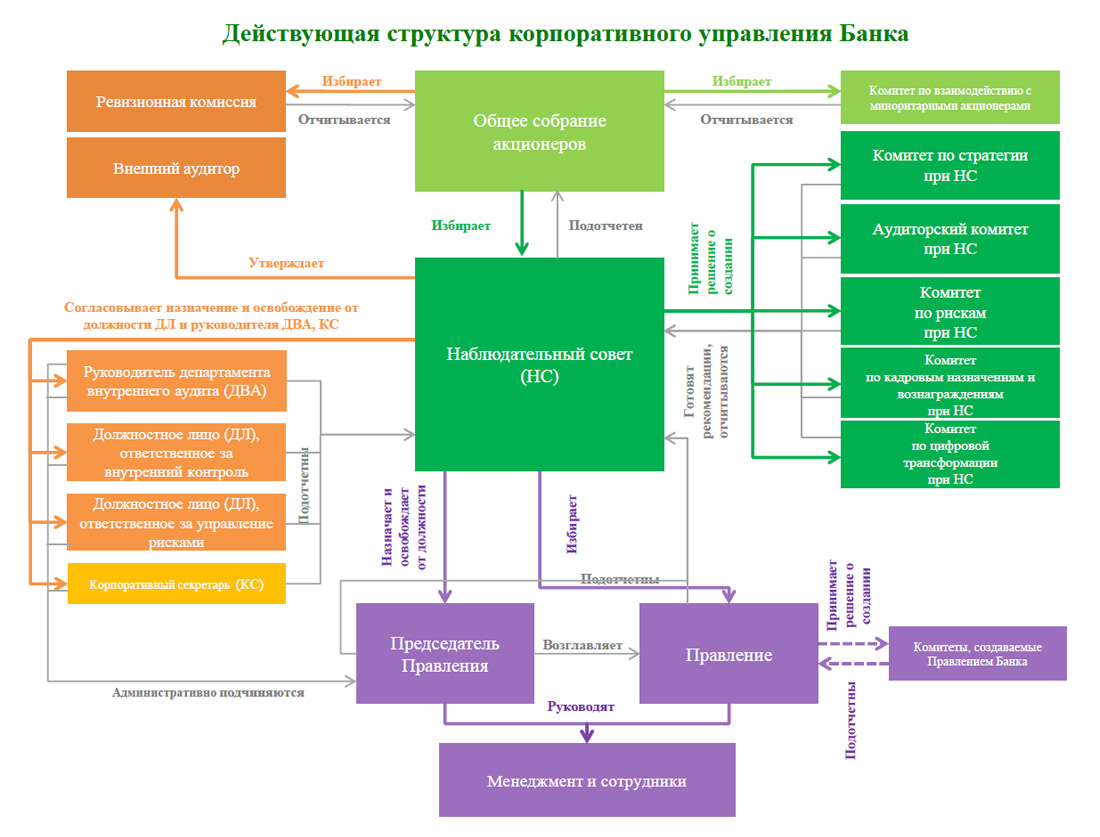 Действующая структура корпоративного управления Банка
Ревизионная комиссия
Избирает
Отчитывается
Общее собрание
акционеров
Избирает
Отчитывается
Комитет по взаимодействию с
миноритарными акционерами
Внешний аудитор
Комитет по стратегии
при НС
Избирает
Подотчетен
Принимает
решение о
создании
Аудиторский комитет
при НС
Утверждает
Согласовывает назначение и освобождение от
должности ДЛ и руководителя ДВА, КС
Наблюдательный совет
(НС)
Комитет
по рискам
при НС
Готовят
рекомендации,
отчитываются
Комитет
по кадровым назначениям и
вознаграждениям
при НС
Комитет
по цифровой
трансформации
при НС
Руководитель департамента
внутреннего аудита (ДВА)
Должностное лицо (ДЛ),
ответственное за
внутренний контроль
Должностное лицо (ДЛ),
ответственное за управление
рисками
Корпоративный секретарь (КС)
Подотчетны
Назначает и
освобождает
от должности
Избирает
Подотчетны
Принимает
решение о
создании
Председатель
Правления
Возглавляет
Правление
Комитеты, создаваемые
Правлением Банка
Подотчетны
Административно подчиняются
Руководят
Менеджмент и сотрудники